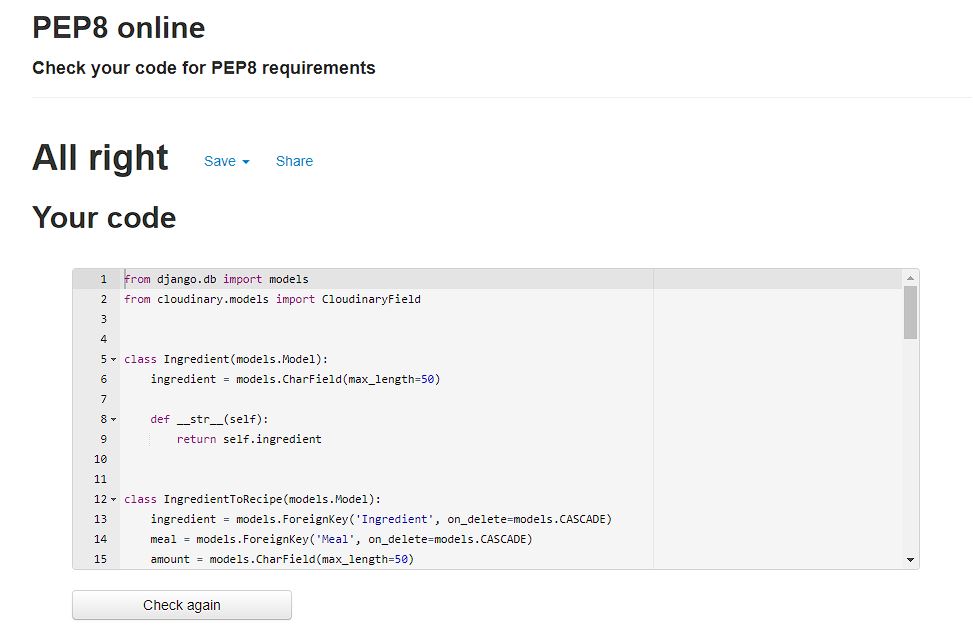 PEP8 online
Check your code for PEP8 requirements
All right Save Share
Your code
1 from django.db import models
2 from cloudinary.models import CloudinaryField
3
4
5 class Ingredient(models.Model):
6     ingredient = models.CharField(max_length=50)
7
8     def __str__(self):
9         return self.ingredient
10
11
12 class IngredientToRecipe(models.Model):
13     ingredient = models.ForeignKey('Ingredient', on_delete=models.CASCADE)
14     meal = models.ForeignKey('Meal', on_delete=models.CASCADE)
15     amount = models.CharField(max_length=50)
Check again